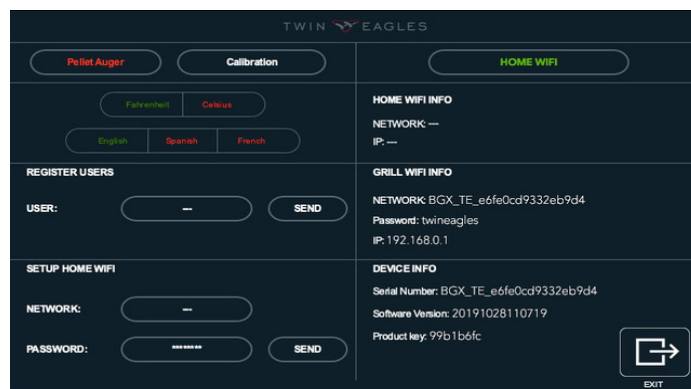 TWIN EAGLES
Pellet Auger
Calibration
HOME WIFI
Fahrenheit
Celsius
English
Spanish
French
HOME WIFI INFO
NETWORK: ---
IP: ---
REGISTER USERS
USER:
---
SEND
GRILL WIFI INFO
NETWORK: BGX_TE_e6fe0cd9332eb9d4
Password: twineagles
IP: 192.168.0.1
SETUP HOME WIFI
NETWORK:
---
PASSWORD:
********
SEND
DEVICE INFO
Serial Number: BGX_TE_e6fe0cd9332eb9d4
Software Version: 20191028110719
Product key: 99b1b6fc
EXIT